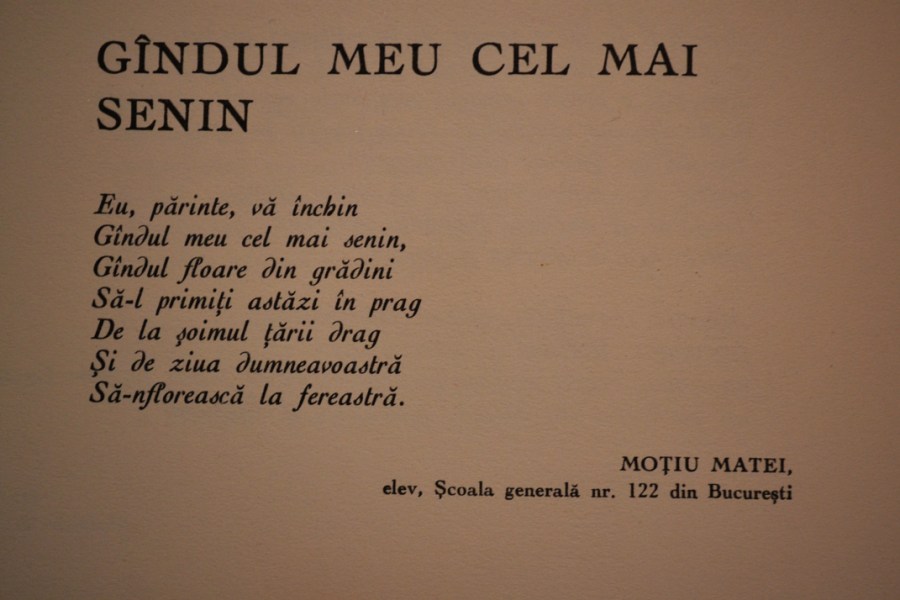 GÎNDUL MEU CEL MAI
SENIN
Eu, părinte, vă închin
Gîndul meu cel mai senin,
Gîndul floare din grădini
Să-l primiți astăzi în prag
De la șoimul țării drag
Și de ziua dumneavoastră
Să-nflorească la fereastră.
MOȚIU MATEI,
elev, Școala generală nr. 122 din București